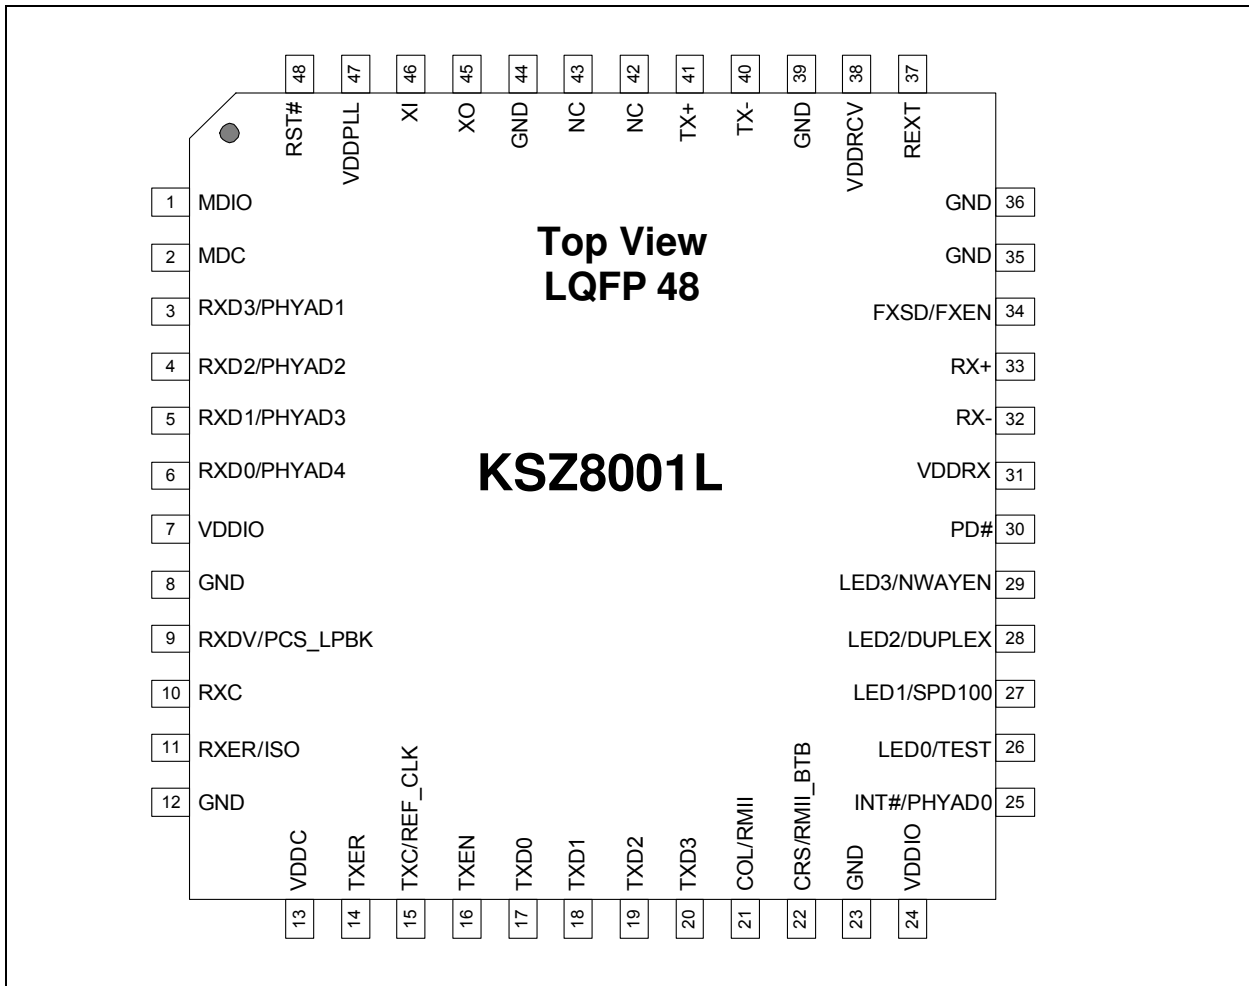 48 47 46 45 44 43 42 41 40 39 38 37
RST# VDDPLL XI XO GND NC NC TX+ TX- GND VDDRCV REXT
1 MDIO
GND 36
2 MDC
GND 35
3 RXD3/PHYAD1
FXSD/FXEN 34
4 RXD2/PHYAD2
RX+ 33
5 RXD1/PHYAD3
RX- 32
6 RXD0/PHYAD4
VDDRX 31
7 VDDIO
PD# 30
8 GND
LED3/NWAYEN 29
9 RXDV/PCS_LPBK
LED2/DUPLEX 28
10 RXC
LED1/SPD100 27
11 RXER/ISO
LED0/TEST 26
12 GND
INT#/PHYAD0 25
Top View
LQFP 48
KSZ8001L
VDDC TXER TXC/REF_CLK TXEN TXD0 TXD1 TXD2 TXD3 COL/RMII CRS/RMII_BTB GND VDDIO
13 14 15 16 17 18 19 20 21 22 23 24